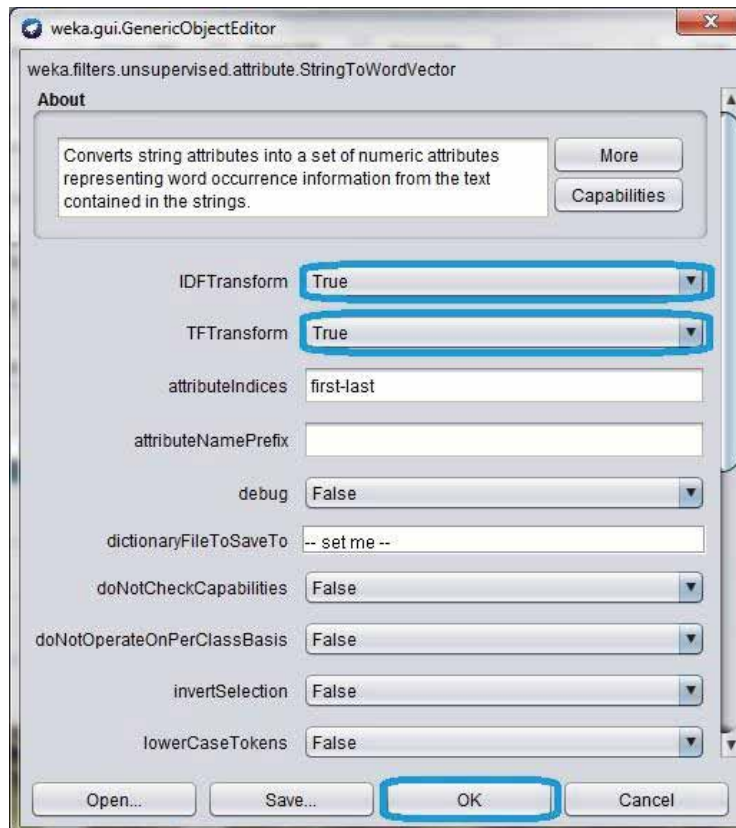 weka.gui.GenericObjectEditor
weka.filters.unsupervised.attribute.StringToWordVector
About
Converts string attributes into a set of numeric attributes
representing word occurrence information from the text
contained in the strings.
More
Capabilities
IDFTransform True
TFTransform True
attributeIndices first-last
attributeNamePrefix
debug False
dictionaryFileToSaveTo -- set me --
doNotCheckCapabilities False
doNotOperateOnPerClassBasis False
invertSelection False
lowerCaseTokens False
Open... Save... OK Cancel